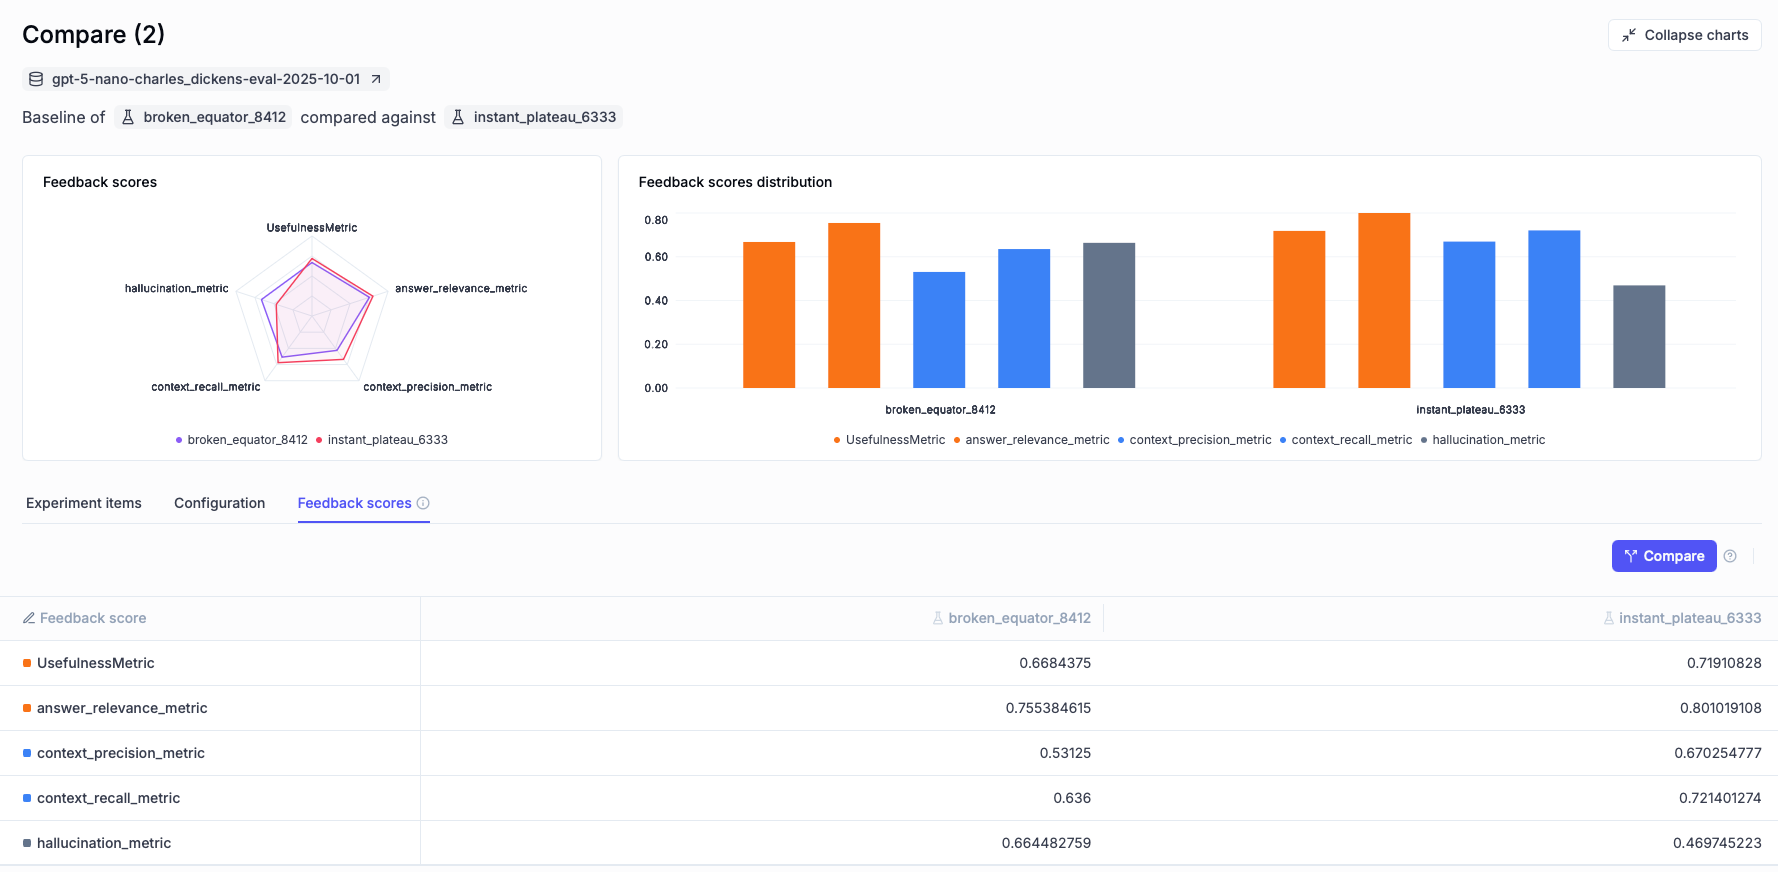 Compare (2)
Collapse charts
gpt-5-nano-charles_dickens-eval-2025-10-01
Baseline of broken_equator_8412 compared against instant_plateau_6333
Feedback scores
UsefulnessMetric
hallucination_metric
answer_relevance_metric
context_recall_metric
context_precision_metric
broken_equator_8412 instant_plateau_6333
Feedback scores distribution
0.80
0.60
0.40
0.20
0.00
broken_equator_8412
instant_plateau_6333
UsefulnessMetric answer_relevance_metric context_precision_metric context_recall_metric hallucination_metric
Experiment items Configuration Feedback scores
Compare
Feedback score broken_equator_8412 instant_plateau_6333
UsefulnessMetric 0.6684375 0.71910828
answer_relevance_metric 0.755384615 0.801019108
context_precision_metric 0.53125 0.670254777
context_recall_metric 0.636 0.721401274
hallucination_metric 0.664482759 0.469745223